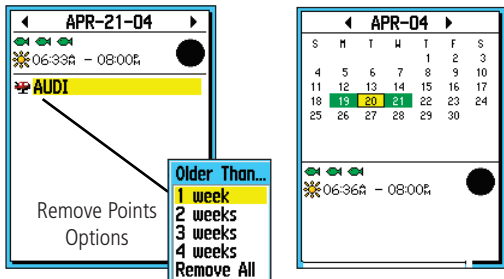 APR-21-04
06:33A - 08:00P
AUDI
Older Than...
1 week
2 weeks
3 weeks
4 weeks
Remove All
Remove Points
Options
APR-04
S M T W T F S
1 2 3
4 5 6 7 8 9 10
11 12 13 14 15 16 17
18 19 20 21 22 23 24
25 26 27 28 29 30
06:36A - 08:00P